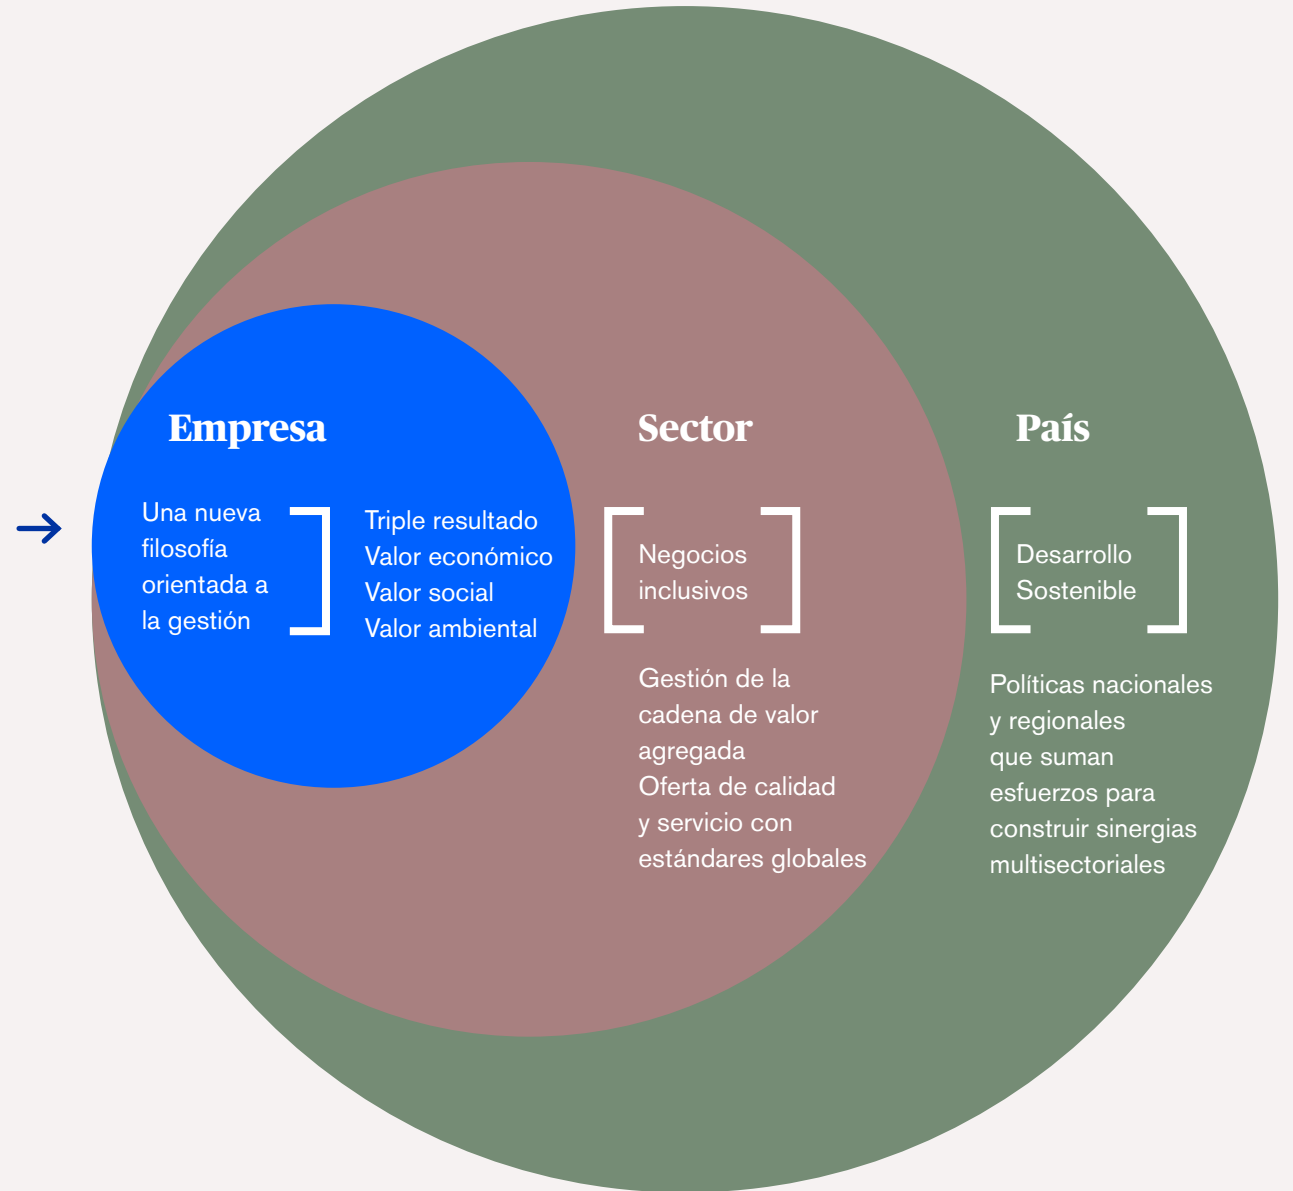 Empresa
Una nueva
filosofía
orientada a
la gestión
Triple resultado
Valor económico
Valor social
Valor ambiental
Sector
Negocios
inclusivos
Gestión de la
cadena de valor
agregada
Oferta de calidad
y servicio con
estándares globales
País
Desarrollo
Sostenible
Políticas nacionales
y regionales
que suman
esfuerzos para
construir sinergias
multisectoriales